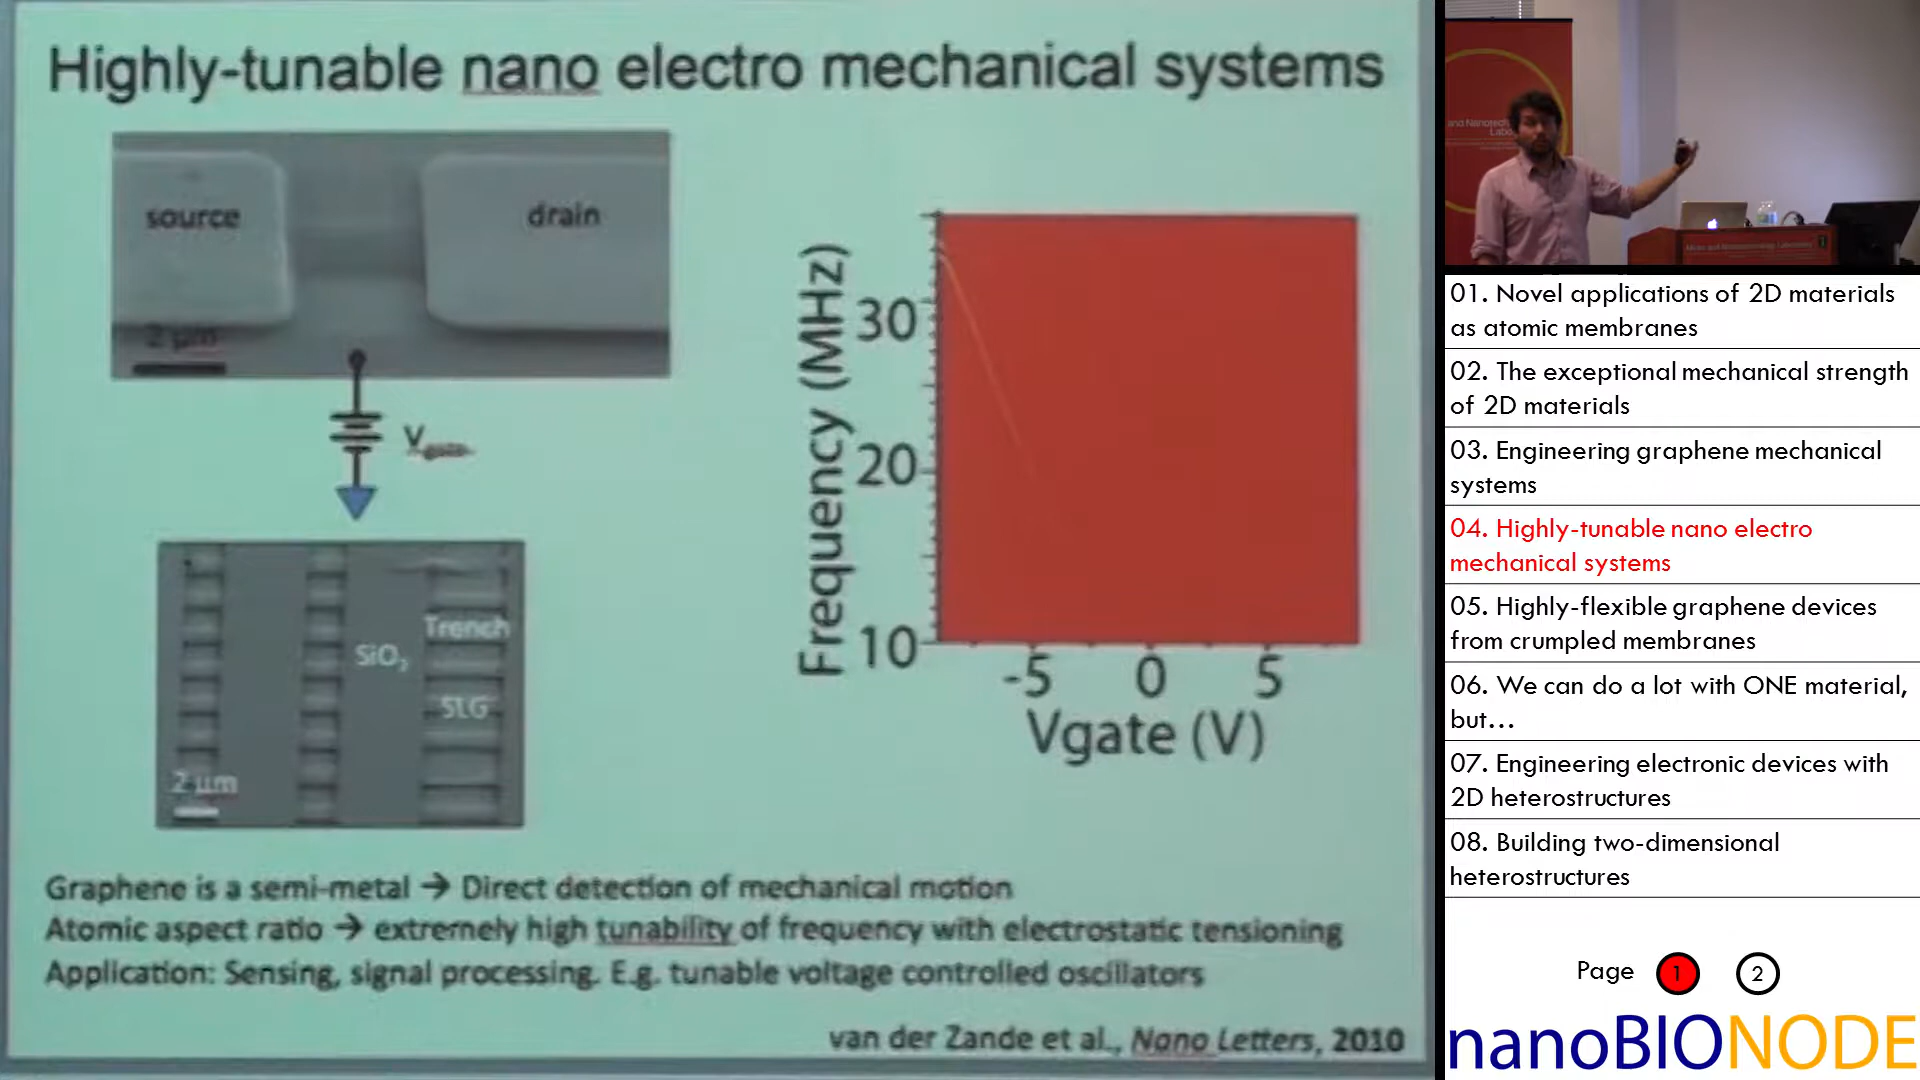 Highly-tunable nano electro mechanical systems
source
drain
2 µm
Vgate
SiO2
Trench
SLG
2 µm
Frequency (MHz)
30
20
10
-5
0
5
Vgate (V)
Graphene is a semi-metal → Direct detection of mechanical motion
Atomic aspect ratio → extremely high tunability of frequency with electrostatic tensioning
Application: Sensing, signal processing. E.g. tunable voltage controlled oscillators
van der Zande et al., Nano Letters, 2010
and Nanotech
Labo
01. Novel applications of 2D materials
as atomic membranes
02. The exceptional mechanical strength
of 2D materials
03. Engineering graphene mechanical
systems
04. Highly-tunable nano electro
mechanical systems
05. Highly-flexible graphene devices
from crumpled membranes
06. We can do a lot with ONE material,
but...
07. Engineering electronic devices with
2D heterostructures
08. Building two-dimensional
heterostructures
Page 1 2
nanoBIONODE